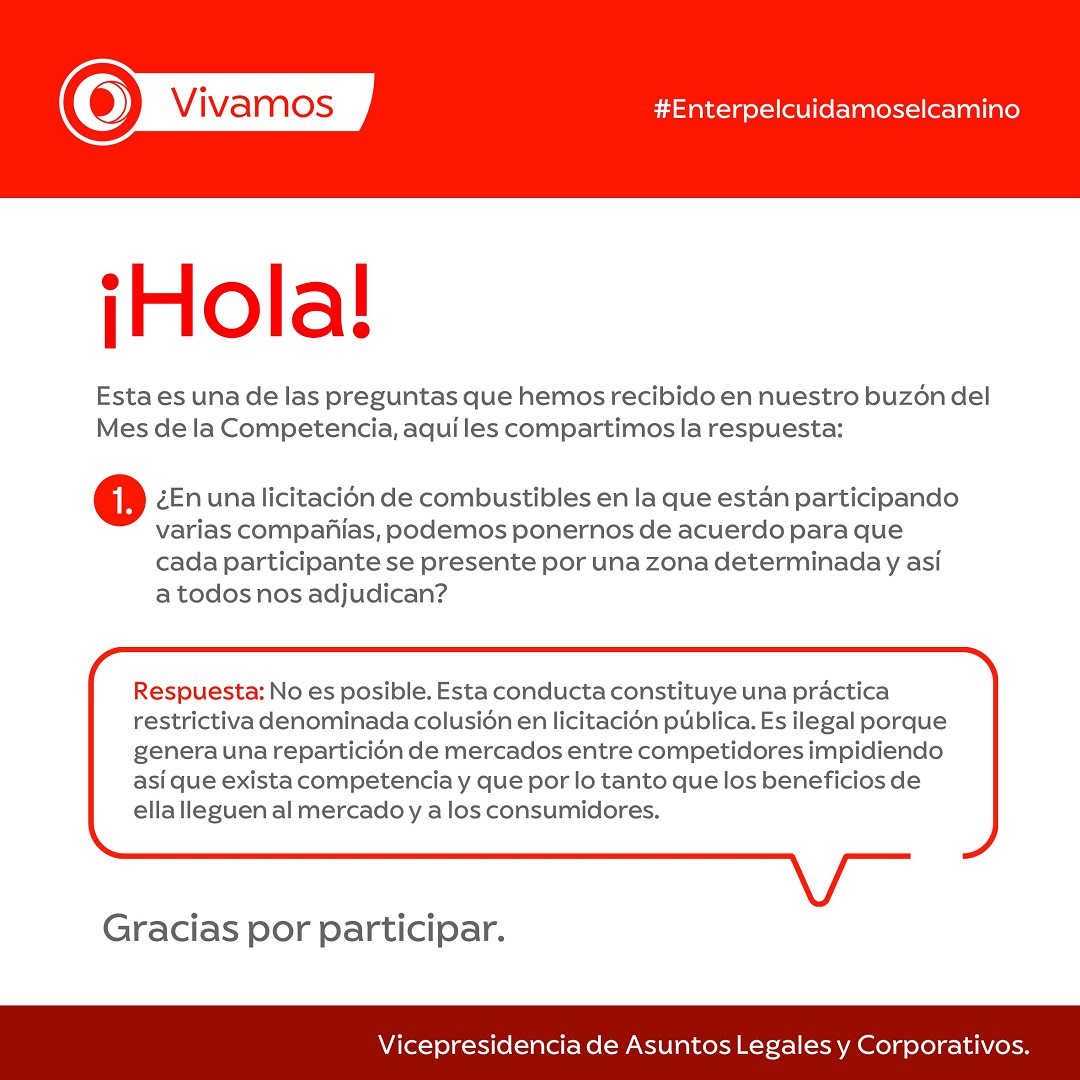 Vivamos
#Enterpelcuidamoselcamino
¡Hola!
Esta es una de las preguntas que hemos recibido en nuestro buzón del
Mes de la Competencia, aquí les compartimos la respuesta:
1. ¿En una licitación de combustibles en la que están participando
varias compañías, podemos ponernos de acuerdo para que
cada participante se presente por una zona determinada y así
a todos nos adjudican?
Respuesta: No es posible. Esta conducta constituye una práctica
restrictiva denominada colusión en licitación pública. Es ilegal porque
genera una repartición de mercados entre competidores impidiendo
así que exista competencia y que por lo tanto que los beneficios de
ella lleguen al mercado y a los consumidores.
Gracias por participar.
Vicepresidencia de Asuntos Legales y Corporativos.